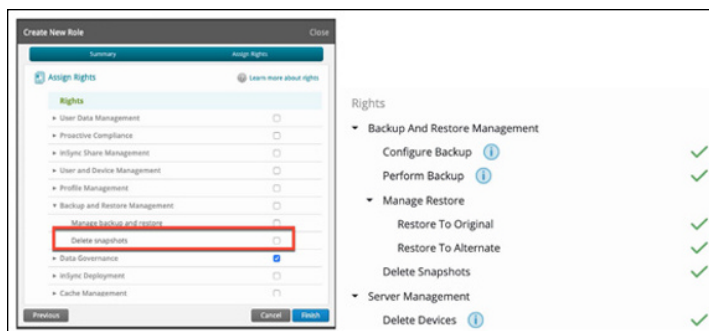 Create New Role
Close
Summary
Assign Rights
Assign Rights
Learn more about rights
Rights
User Data Management
Proactive Compliance
inSync Share Management
User and Device Management
Profile Management
Backup and Restore Management
Manage backup and restore
Delete snapshots
Data Governance
inSync Deployment
Cache Management
Previous
Cancel
Finish
Rights
Backup And Restore Management
Configure Backup
Perform Backup
Manage Restore
Restore To Original
Restore To Alternate
Delete Snapshots
Server Management
Delete Devices